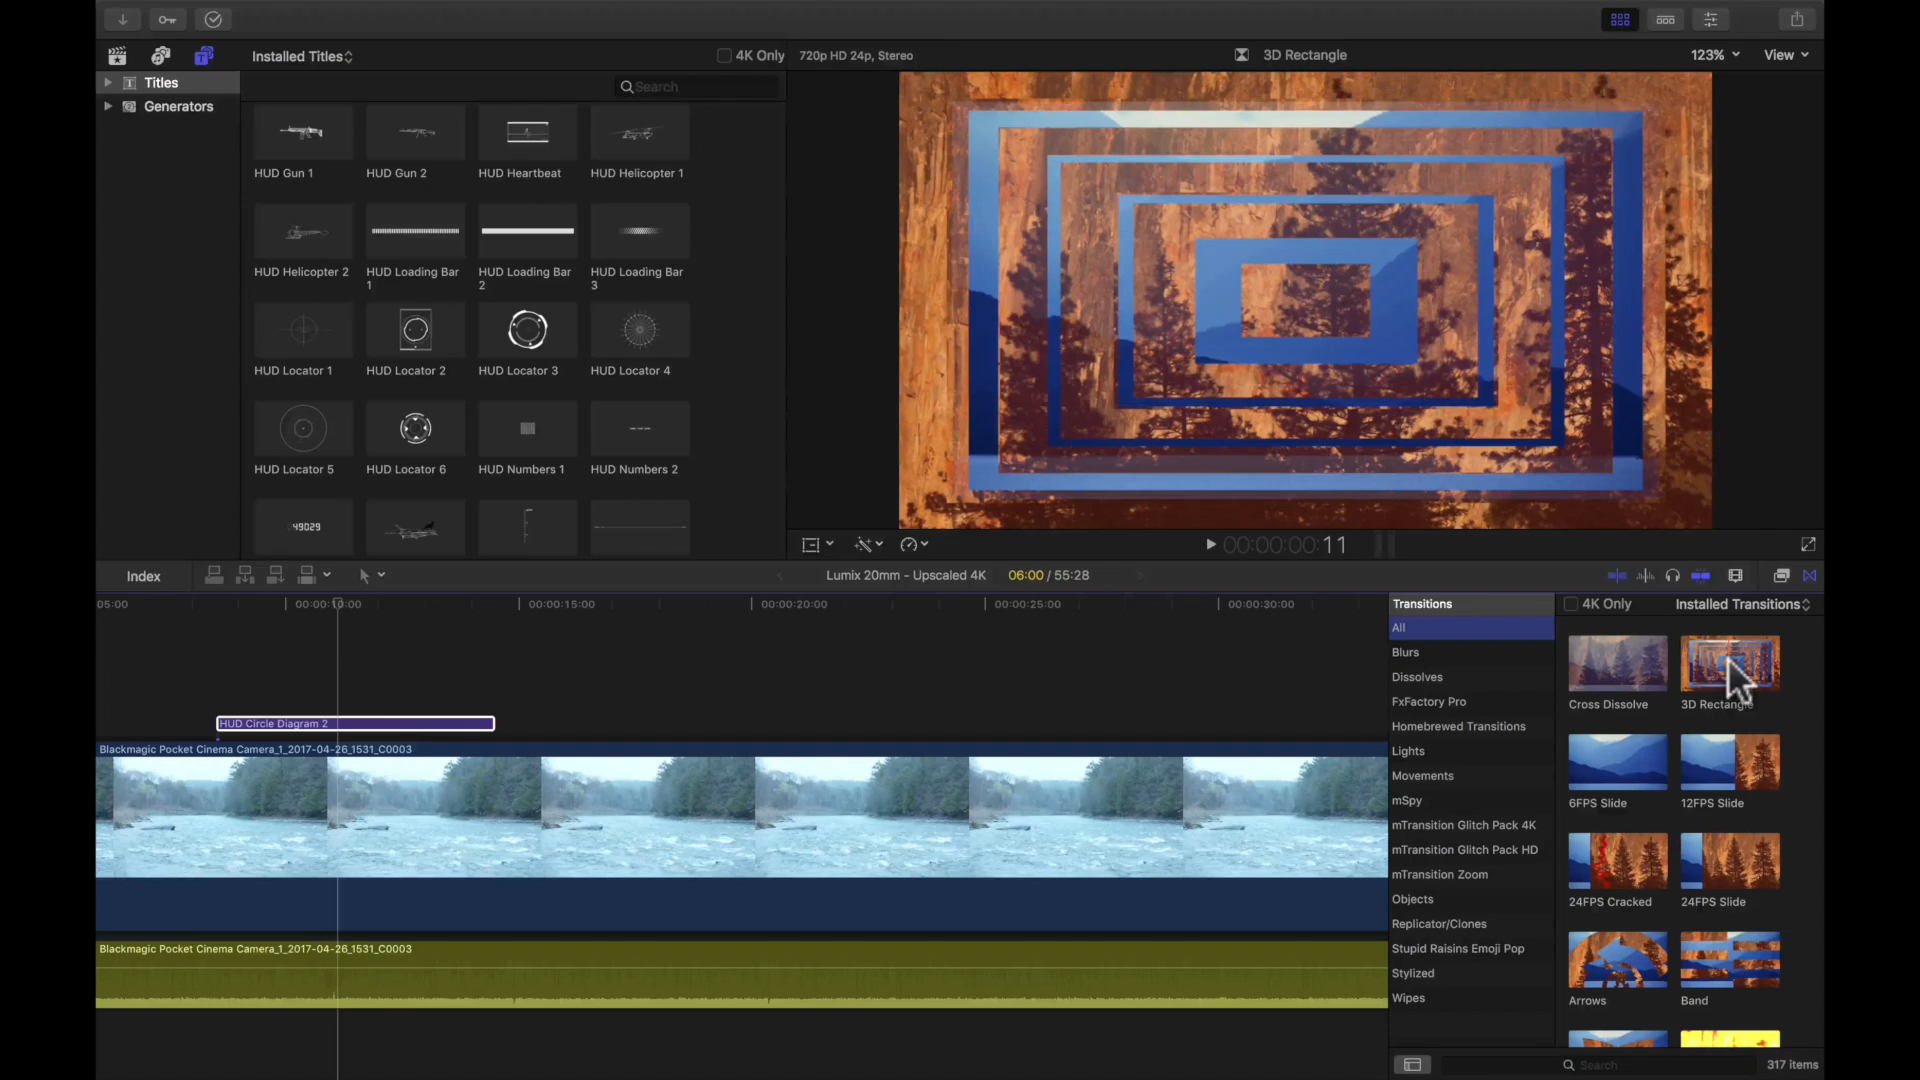 Installed Titles
4K Only
720p HD 24p, Stereo
3D Rectangle
123%
View
Titles
Generators
Search
HUD Gun 1
HUD Gun 2
HUD Heartbeat
HUD Helicopter 1
HUD Helicopter 2
HUD Loading Bar 1
HUD Loading Bar 2
HUD Loading Bar 3
HUD Locator 1
HUD Locator 2
HUD Locator 3
HUD Locator 4
HUD Locator 5
HUD Locator 6
HUD Numbers 1
HUD Numbers 2
49029
00:00:00:00:11
Index
Lumix 20mm - Upscaled 4K
06:00 / 55:28
05:00
00:00:10:00
00:00:15:00
00:00:20:00
00:00:25:00
00:00:30:00
HUD Circle Diagram 2
Blackmagic Pocket Cinema Camera_1_2017-04-26_1531_C0003
Blackmagic Pocket Cinema Camera_1_2017-04-26_1531_C0003
Transitions
4K Only
Installed Transitions
All
Blurs
Dissolves
FxFactory Pro
Homebrewed Transitions
Lights
Movements
mSpy
mTransition Glitch Pack 4K
mTransition Glitch Pack HD
mTransition Zoom
Objects
Replicator/Clones
Stupid Raisins Emoji Pop
Stylized
Wipes
Cross Dissolve
3D Rectangle
6FPS Slide
12FPS Slide
24FPS Cracked
24FPS Slide
Arrows
Band
Search
317 items